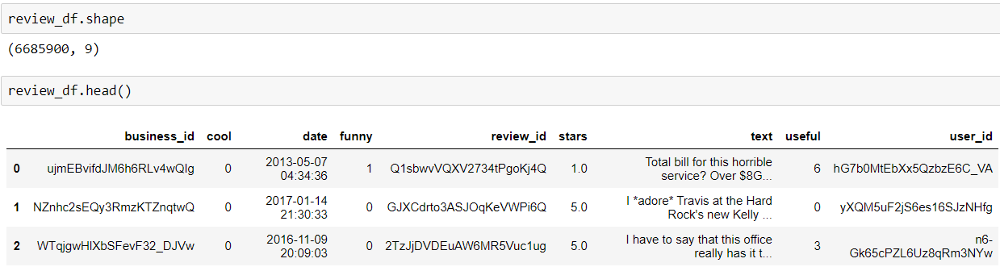 review_df.shape
(6685900, 9)
review_df.head()
business_id cool date funny review_id stars text useful user_id
0 ujmEBvifdJM6h6RLv4wQIg 0 2013-05-07 04:34:36 1 Q1sbwvVQXV2734tPgoKj4Q 1.0 Total bill for this horrible service? Over $8G... 6 hG7b0MtEbXx5QzbzE6C_VA
1 NZnhc2sEQy3RmzKTZnqtwQ 0 2017-01-14 21:30:33 0 GJXCdrto3ASJOqKeVWPi6Q 5.0 I *adore* Travis at the Hard Rock's new Kelly ... 0 yXQM5uF2jS6es16SJzNHfg
2 WTqjgwHlXbSFevF32_DJVw 0 2016-11-09 20:09:03 0 2TzJjDVDEuAW6MR5Vuc1ug 5.0 I have to say that this office really has it t... 3 n6-Gk65cPZL6Uz8qRm3NYw